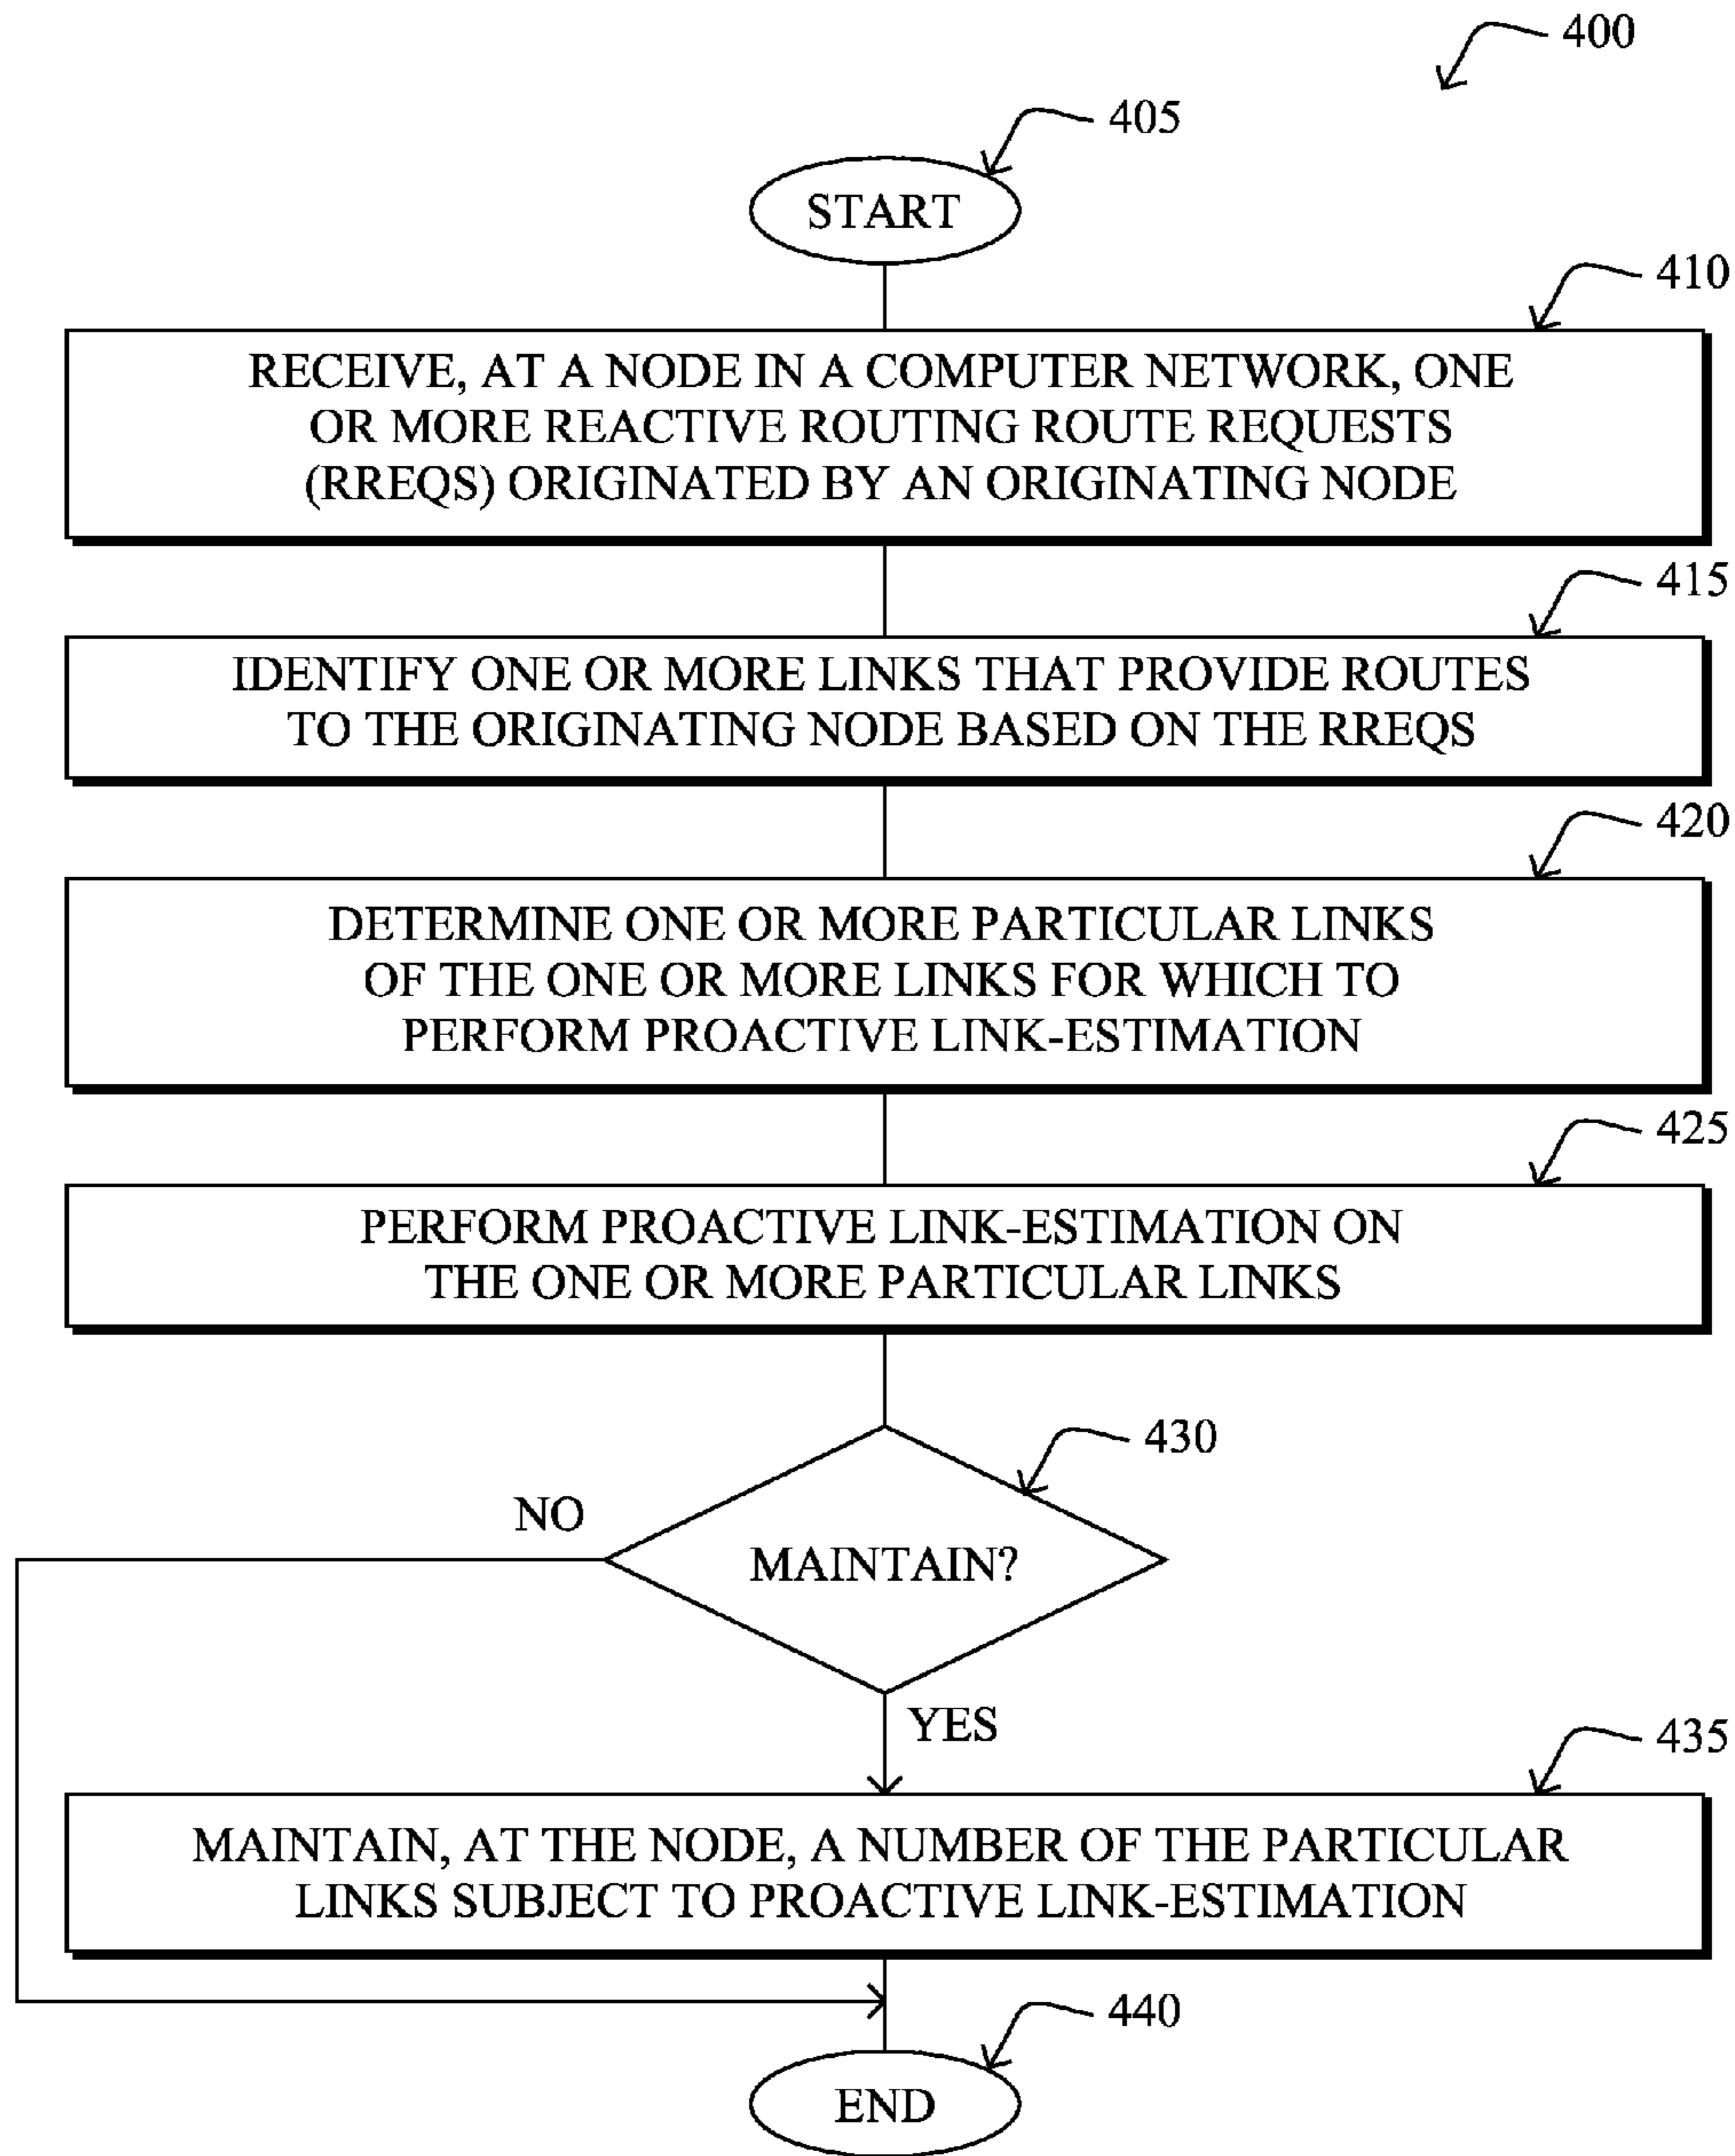 400
405
START
410
RECEIVE, AT A NODE IN A COMPUTER NETWORK, ONE
OR MORE REACTIVE ROUTING ROUTE REQUESTS
(RREQS) ORIGINATED BY AN ORIGINATING NODE
415
IDENTIFY ONE OR MORE LINKS THAT PROVIDE ROUTES
TO THE ORIGINATING NODE BASED ON THE RREQS
420
DETERMINE ONE OR MORE PARTICULAR LINKS
OF THE ONE OR MORE LINKS FOR WHICH TO
PERFORM PROACTIVE LINK-ESTIMATION
425
PERFORM PROACTIVE LINK-ESTIMATION ON
THE ONE OR MORE PARTICULAR LINKS
430
NO
MAINTAIN?
YES
435
MAINTAIN, AT THE NODE, A NUMBER OF THE PARTICULAR
LINKS SUBJECT TO PROACTIVE LINK-ESTIMATION
440
END